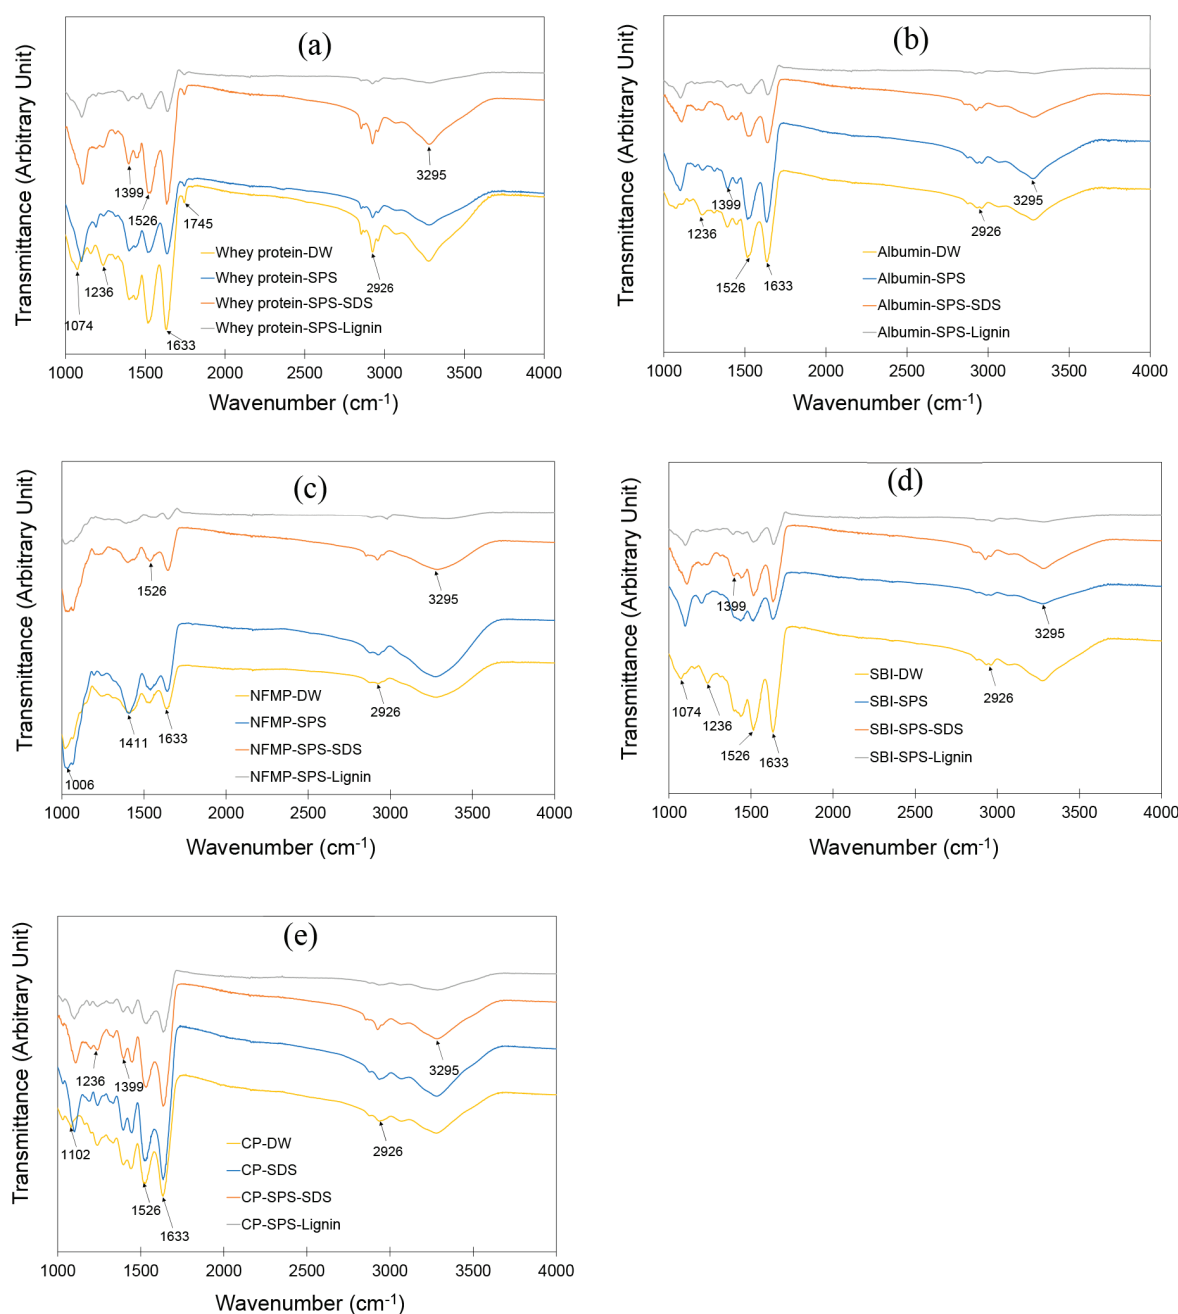 (a)
Transmittance (Arbitrary Unit)
1399
1526
3295
1745
Whey protein-DW
Whey protein-SPS
Whey protein-SPS-SDS
Whey protein-SPS-Lignin
2926
1236
1074
1633
1000 1500 2000 2500 3000 3500 4000
Wavenumber (cm-1)
(b)
Transmittance (Arbitrary Unit)
1399
3295
1236
2926
Albumin-DW
Albumin-SPS
Albumin-SPS-SDS
Albumin-SPS-Lignin
1526
1633
1000 1500 2000 2500 3000 3500 4000
Wavenumber (cm-1)
(c)
Transmittance (Arbitrary Unit)
1526
3295
2926
NFMP-DW
NFMP-SPS
NFMP-SPS-SDS
NFMP-SPS-Lignin
1411
1633
1006
1000 1500 2000 2500 3000 3500 4000
Wavenumber (cm-1)
(d)
Transmittance (Arbitrary Unit)
1399
3295
2926
SBI-DW
SBI-SPS
SBI-SPS-SDS
SBI-SPS-Lignin
1074
1236
1526
1633
1000 1500 2000 2500 3000 3500 4000
Wavenumber (cm-1)
(e)
Transmittance (Arbitrary Unit)
1236
1399
3295
1102
2926
CP-DW
CP-SDS
CP-SPS-SDS
CP-SPS-Lignin
1526
1633
1000 1500 2000 2500 3000 3500 4000
Wavenumber (cm-1)